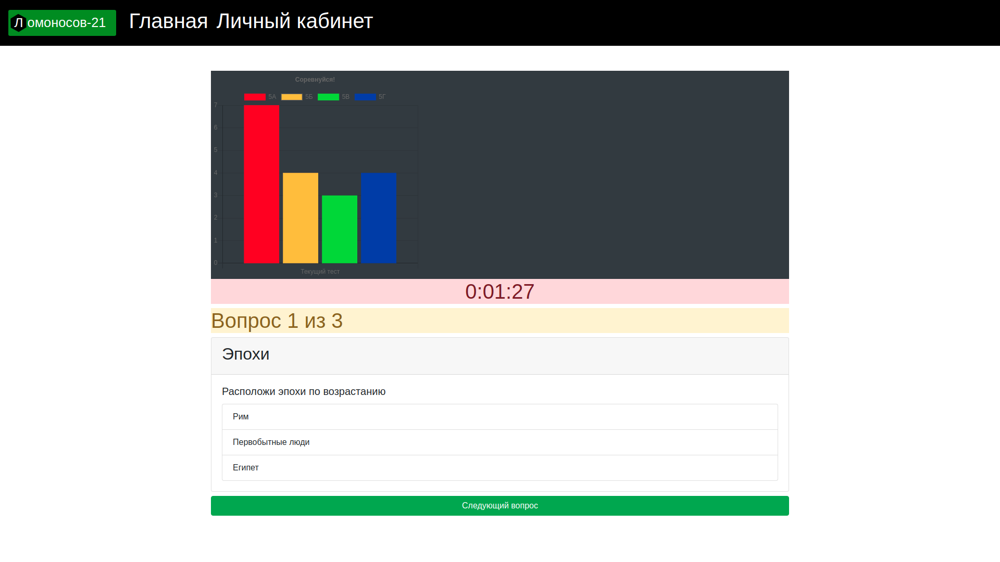 Ломоносов-21 Главная Личный кабинет
Соревнуйся!
5А 5Б 5В 5Г
7
6
5
4
3
2
1
0
Текущий тест
0:01:27
Вопрос 1 из 3
Эпохи
Расположи эпохи по возрастанию
Рим
Первобытные люди
Египет
Следующий вопрос